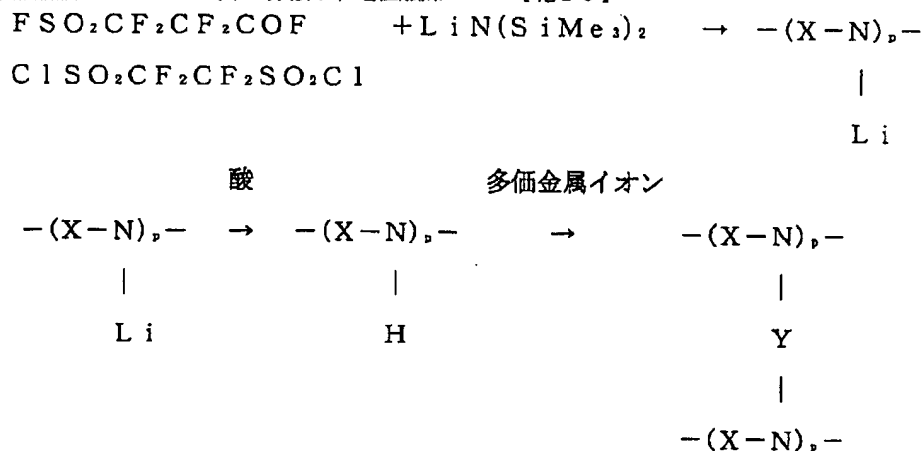 FSO₂CF₂CF₂COF +LiN(SiMe₃)₂ → −(X−N)ₚ−
ClSO₂CF₂CF₂SO₂Cl |
Li
酸 多価金属イオン
−(X−N)ₚ− → −(X−N)ₚ− → −(X−N)ₚ−
| | |
Li H Y
|
−(X−N)ₚ−